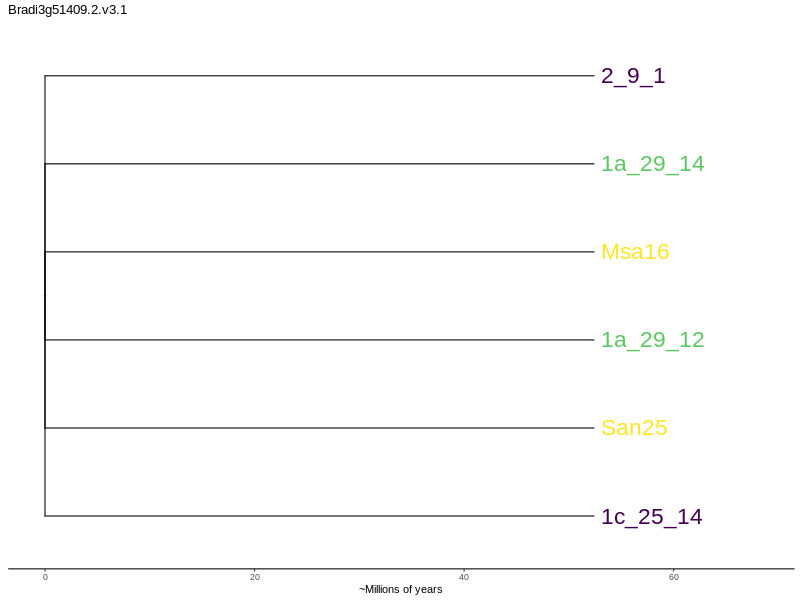 Bradi3g51409.2.v3.1
2_9_1
1a_29_14
Msa16
1a_29_12
San25
1c_25_14
0 20 40 60
~Millions of years